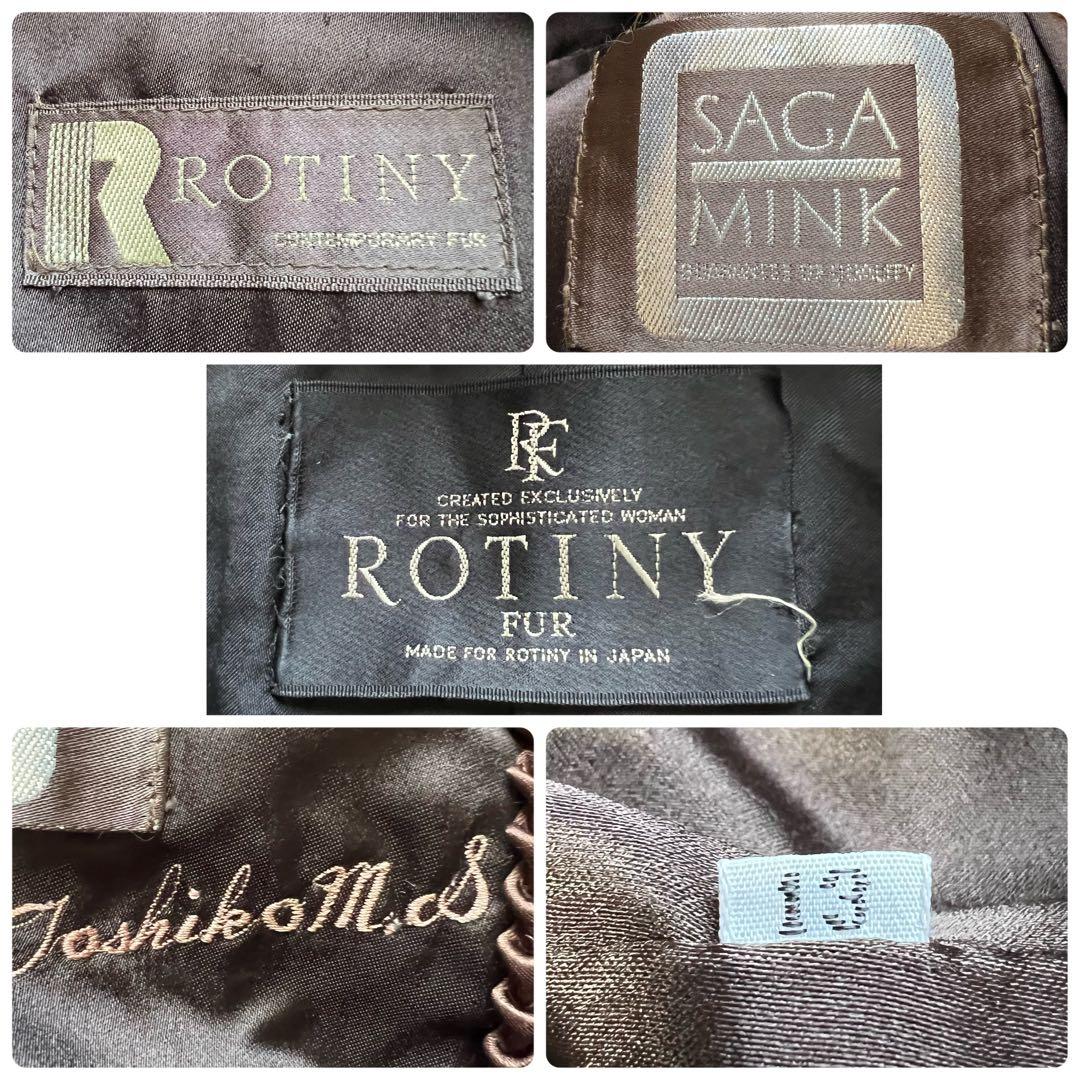 R ROTINY
CONTEMPORARY FUR
SAGA
MINK
RF
CREATED EXCLUSIVELY
FOR THE SOPHISTICATED WOMAN
ROTINY
FUR
MADE FOR ROTINY IN JAPAN
Toshiko M,S
13